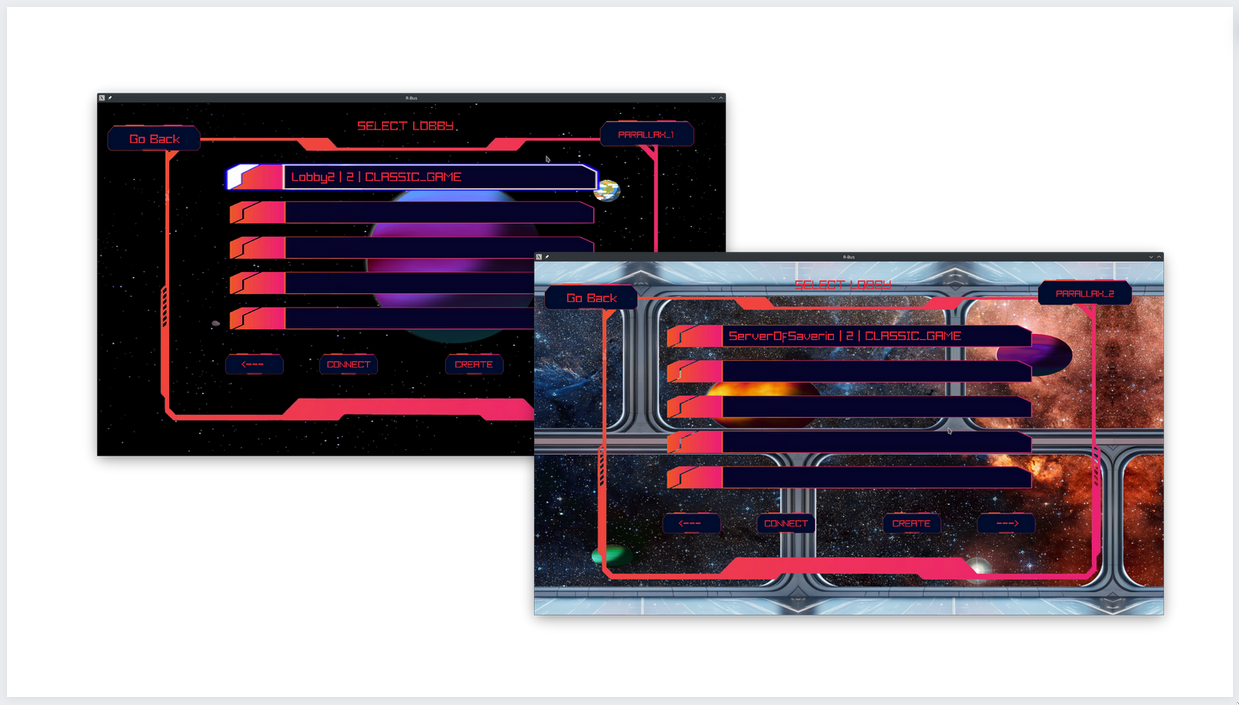 R-Bus
SELECT LOBBY
Go Back
PARALLAX_1
Lobby2 | 2 | CLASSIC_GAME
<---
CONNECT
CREATE
R-Bus
SELECT LOBBY
Go Back
PARALLAX_2
ServerOfSaverio | 2 | CLASSIC_GAME
<---
CONNECT
CREATE
--->